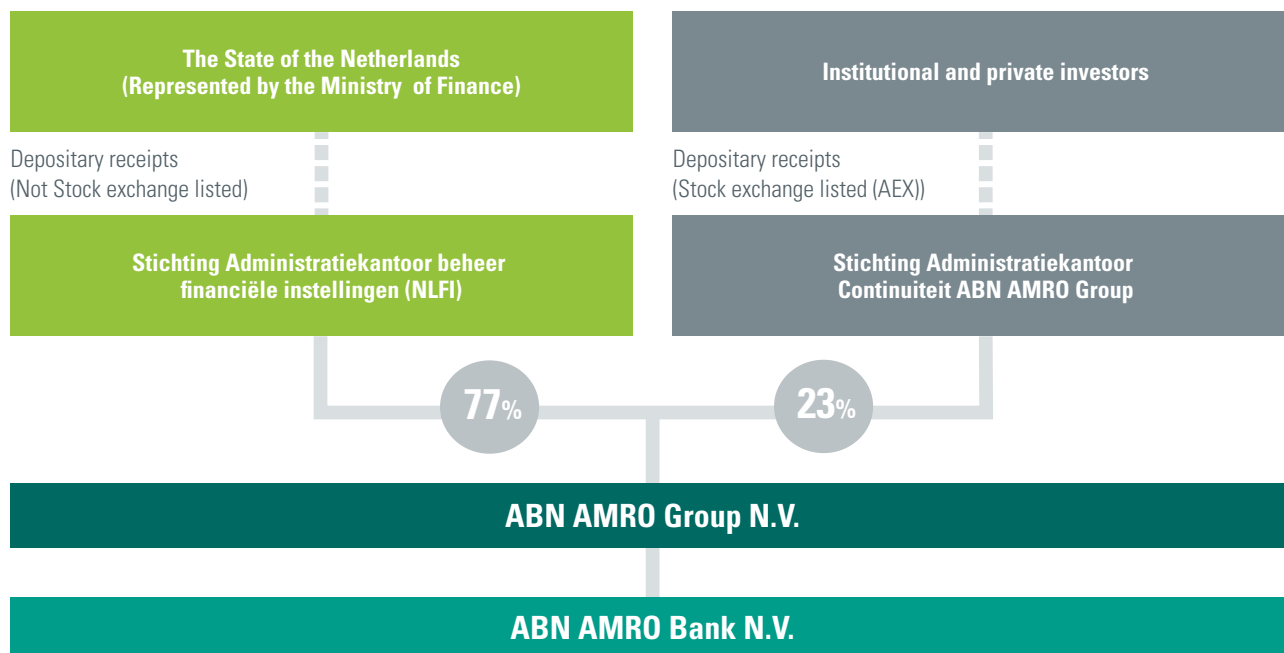 The State of the Netherlands
(Represented by the Ministry of Finance)
Institutional and private investors
Depositary receipts
(Not Stock exchange listed)
Depositary receipts
(Stock exchange listed (AEX))
Stichting Administratiekantoor beheer
financiële instellingen (NLFI)
Stichting Administratiekantoor
Continuiteit ABN AMRO Group
77%
23%
ABN AMRO Group N.V.
ABN AMRO Bank N.V.